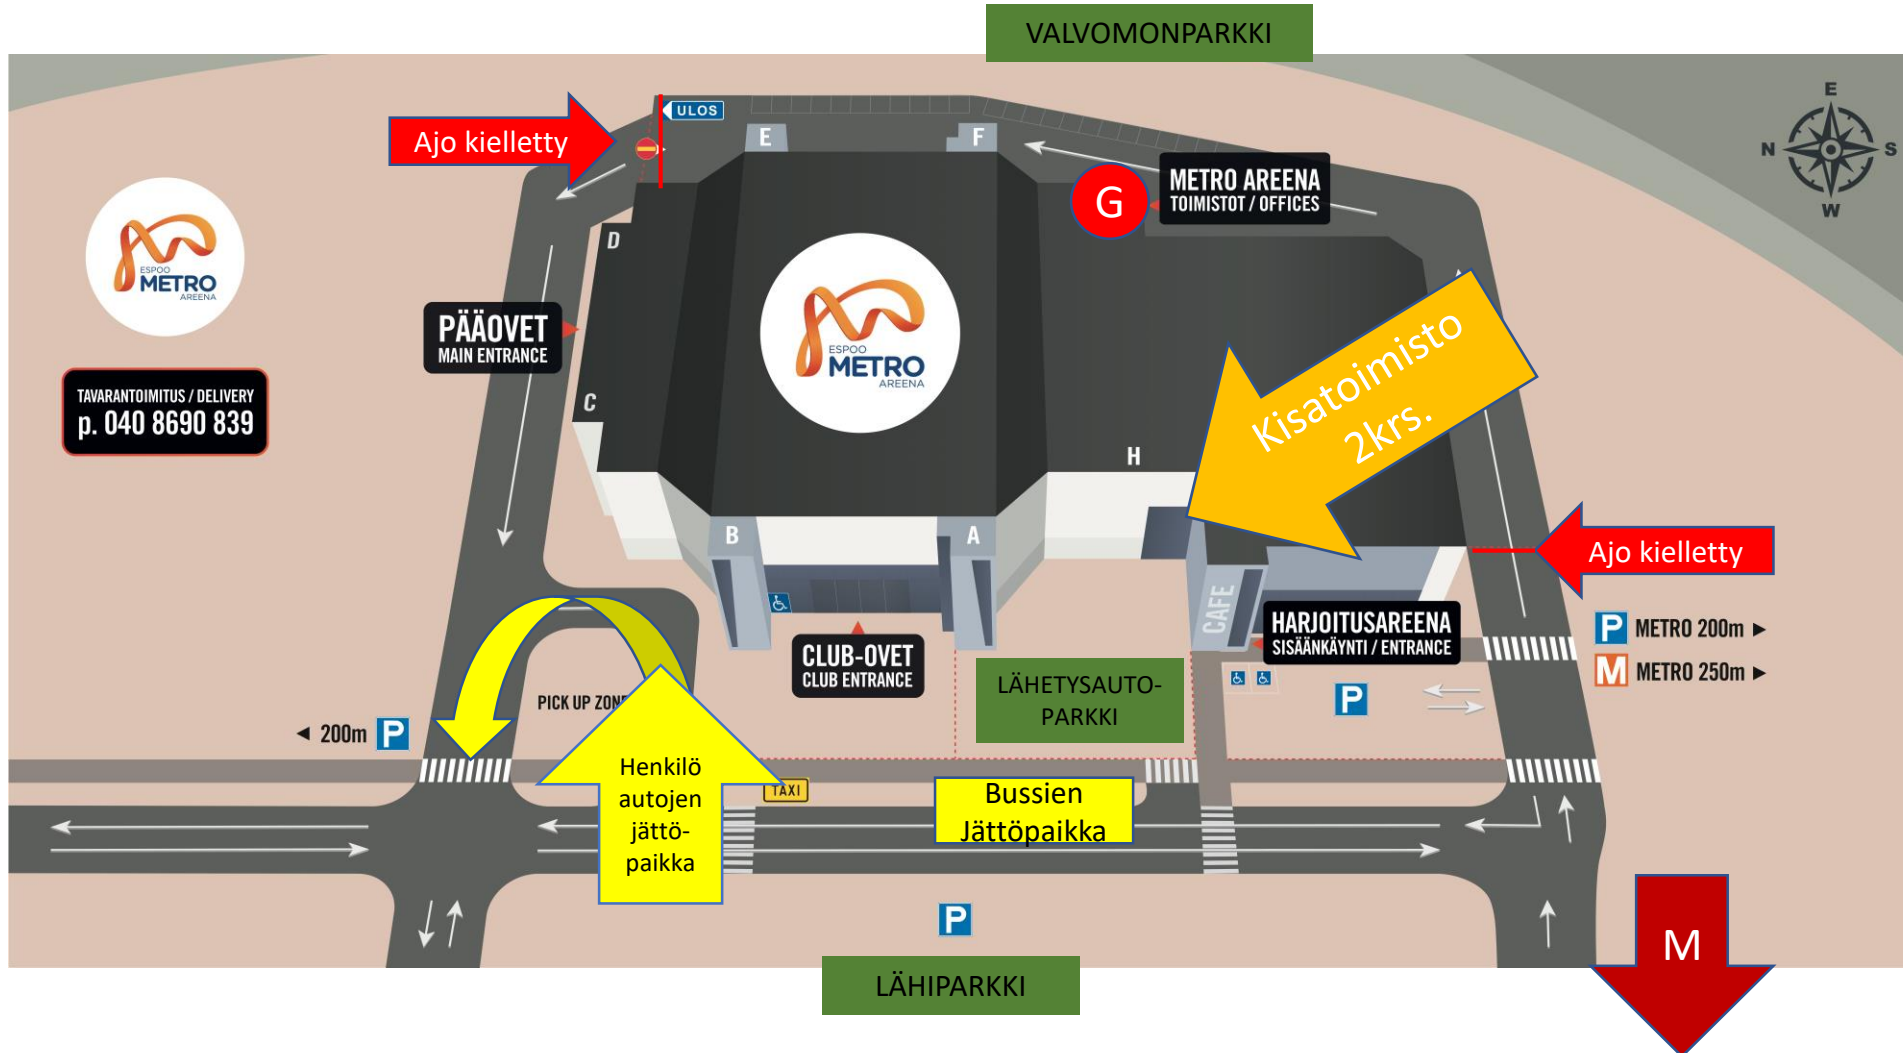 VALVOMONPARKKI
ULOS
Ajo kielletty
E
F
D
G
METRO AREENA
TOIMISTOT / OFFICES
E
N
S
W
ESPOO
METRO
AREENA
PÄÄOVET
MAIN ENTRANCE
ESPOO
METRO
AREENA
Kisatoimisto
2krs.
TAVARANTOIMITUS / DELIVERY
p. 040 8690 839
C
H
B
A
Ajo kielletty
CAFE
HARJOITUSAREENA
SISÄÄNKÄYNTI / ENTRANCE
P METRO 200m ►
M METRO 250m ►
CLUB-OVET
CLUB ENTRANCE
LÄHETYSAUTO-
PARKKI
P
PICK UP ZONE
◄ 200m P
Henkilö
autojen
jättö-
paikka
TAXI
Bussien
Jättöpaikka
P
M
LÄHIPARKKI